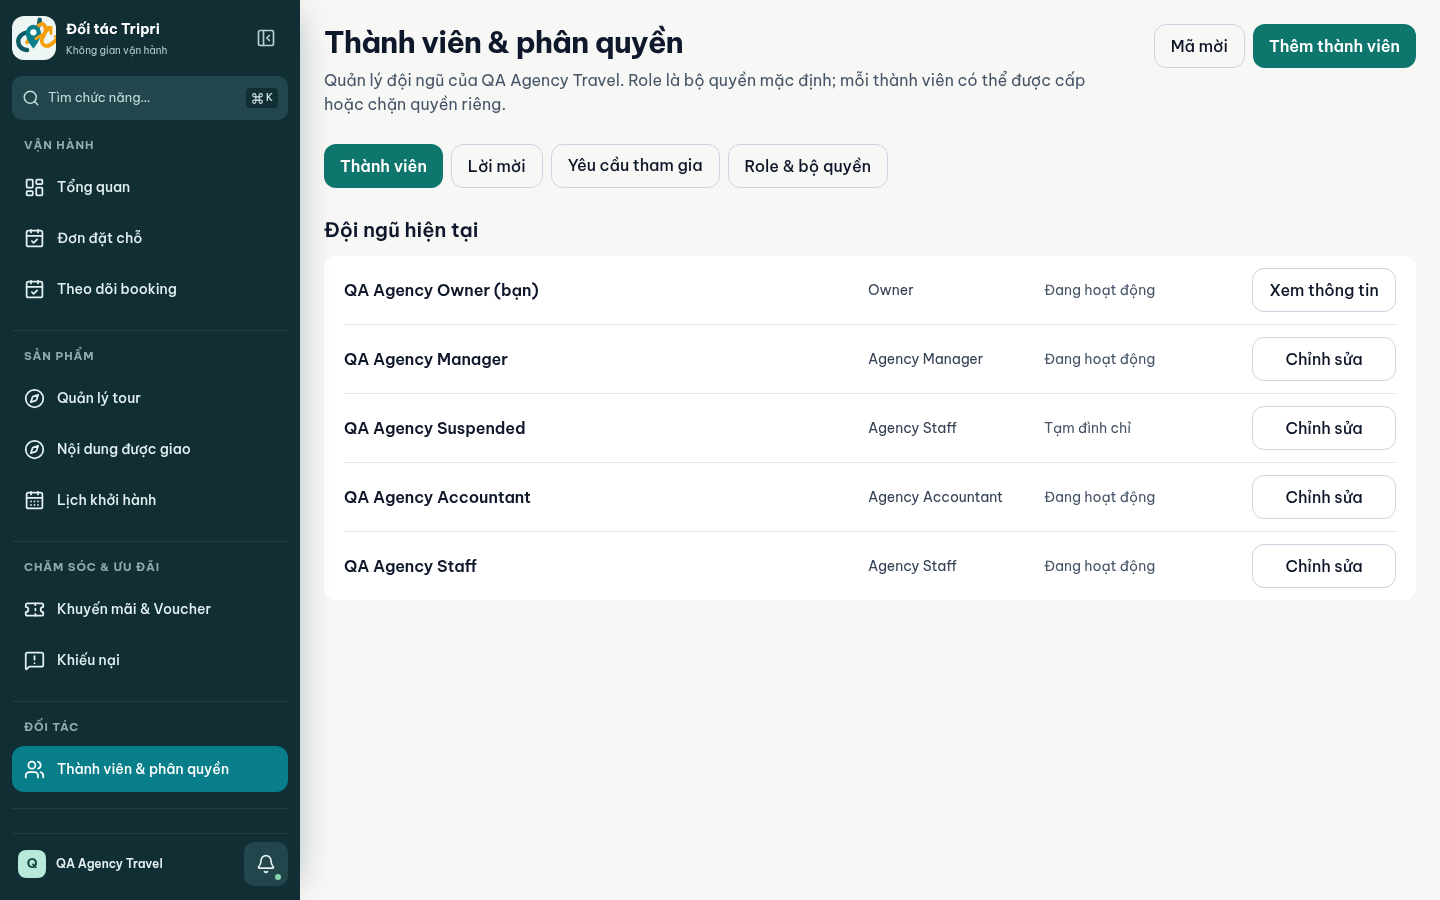 Đối tác Tripri
Không gian vận hành
Tìm chức năng...
⌘K
VẬN HÀNH
Tổng quan
Đơn đặt chỗ
Theo dõi booking
SẢN PHẨM
Quản lý tour
Nội dung được giao
Lịch khởi hành
CHĂM SÓC & ƯU ĐÃI
Khuyến mãi & Voucher
Khiếu nại
ĐỐI TÁC
Thành viên & phân quyền
Q
QA Agency Travel
Thành viên & phân quyền
Quản lý đội ngũ của QA Agency Travel. Role là bộ quyền mặc định; mỗi thành viên có thể được cấp
hoặc chặn quyền riêng.
Mã mời
Thêm thành viên
Thành viên
Lời mời
Yêu cầu tham gia
Role & bộ quyền
Đội ngũ hiện tại
QA Agency Owner (bạn) Owner Đang hoạt động Xem thông tin
QA Agency Manager Agency Manager Đang hoạt động Chỉnh sửa
QA Agency Suspended Agency Staff Tạm đình chỉ Chỉnh sửa
QA Agency Accountant Agency Accountant Đang hoạt động Chỉnh sửa
QA Agency Staff Agency Staff Đang hoạt động Chỉnh sửa